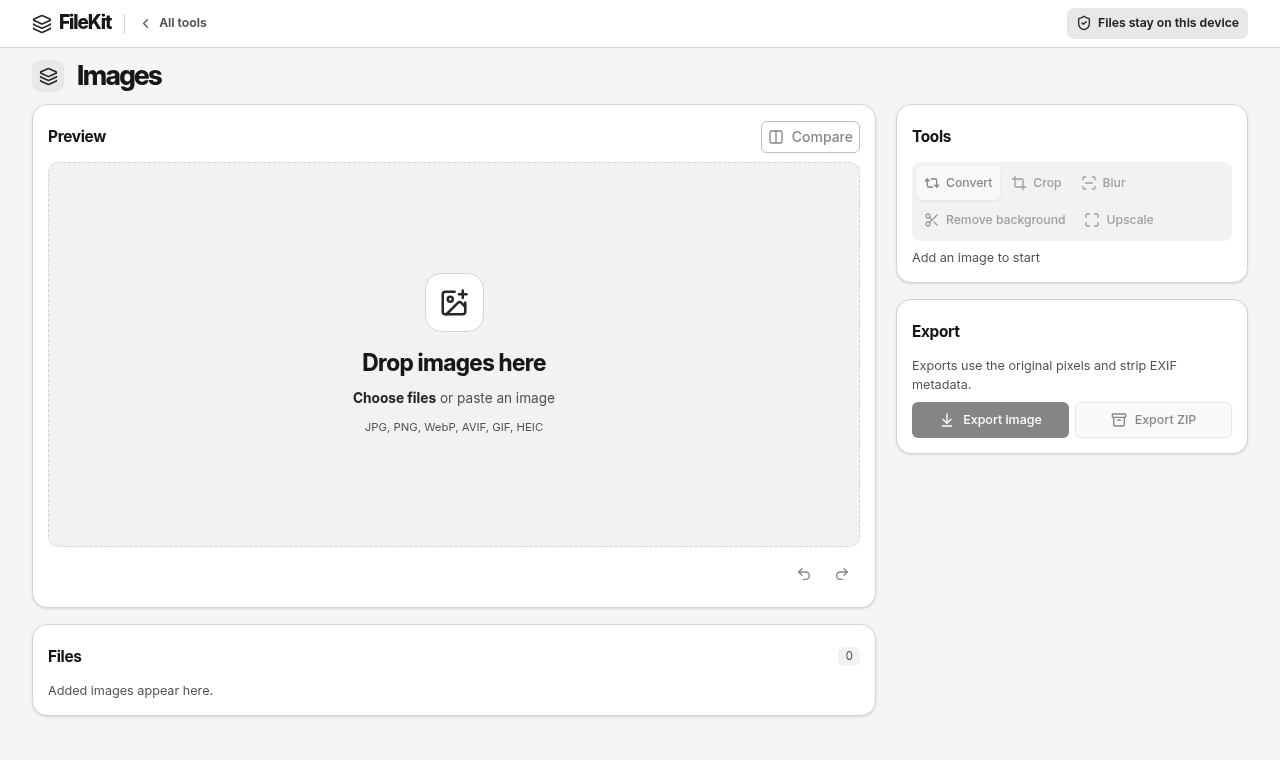 FileKit
All tools
Files stay on this device
Images
Preview
Compare
Drop images here
Choose files or paste an image
JPG, PNG, WebP, AVIF, GIF, HEIC
Files
0
Added images appear here.
Tools
Convert
Crop
Blur
Remove background
Upscale
Add an image to start
Export
Exports use the original pixels and strip EXIF
metadata.
Export Image
Export ZIP